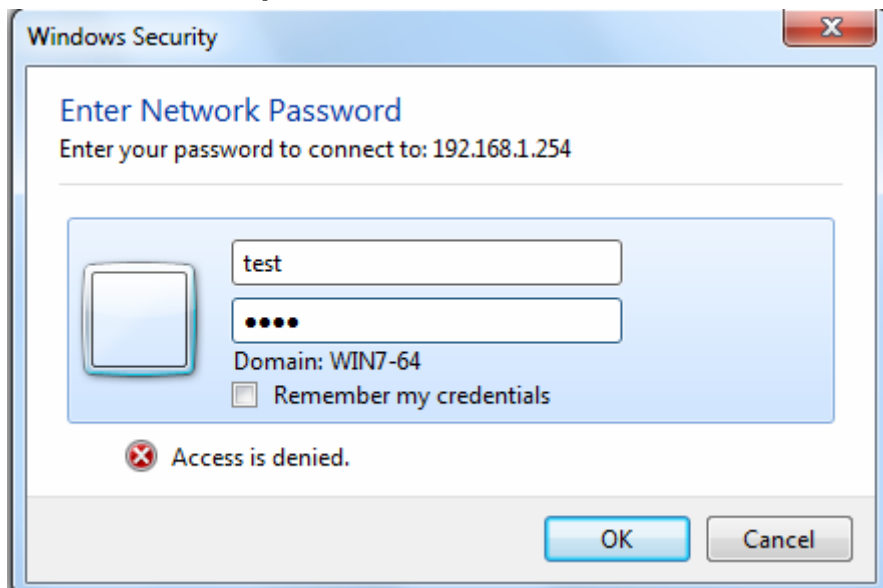 Windows Security
Enter Network Password
Enter your password to connect to: 192.168.1.254
test
••••
Domain: WIN7-64
Remember my credentials
Access is denied.
OK
Cancel